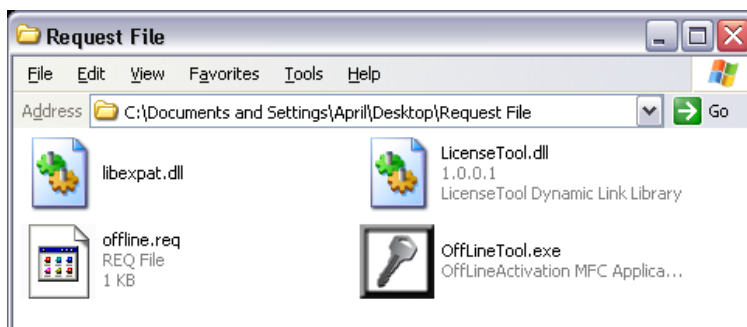 Request File
File Edit View Favorites Tools Help
Address C:\Documents and Settings\April\Desktop\Request File Go
libexpat.dll
LicenseTool.dll
1.0.0.1
LicenseTool Dynamic Link Library
offline.req
REQ File
1 KB
OffLineTool.exe
OffLineActivation MFC Applica...